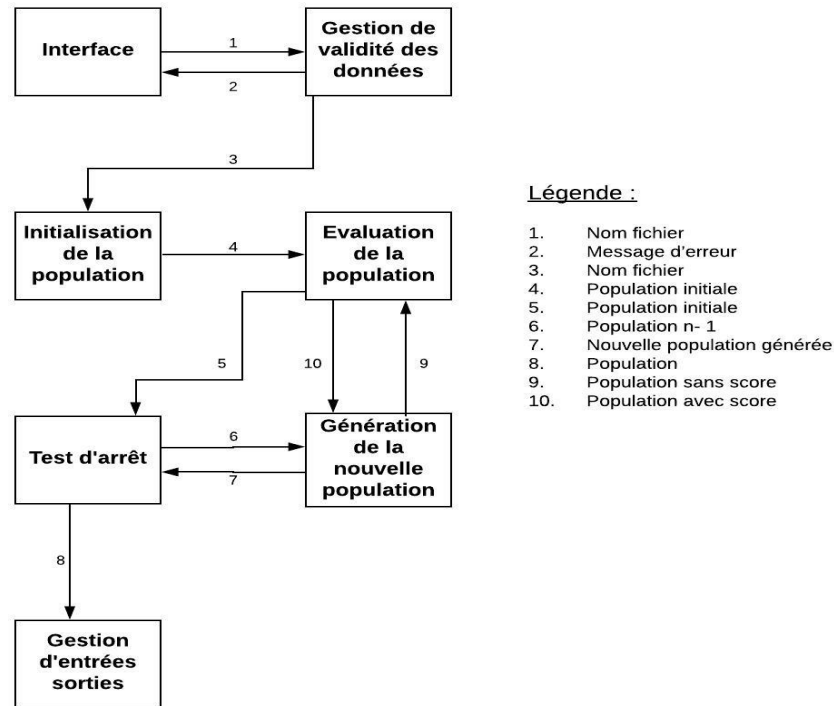 Interface
Gestion de
validité des
données
1
2
3
Initialisation
de la
population
4
Evaluation
de la
population
5
10
9
Test d'arrêt
6
7
Génération
de la
nouvelle
population
8
Gestion
d'entrées
sorties
Légende :
1. Nom fichier
2. Message d'erreur
3. Nom fichier
4. Population initiale
5. Population initiale
6. Population n- 1
7. Nouvelle population générée
8. Population
9. Population sans score
10. Population avec score